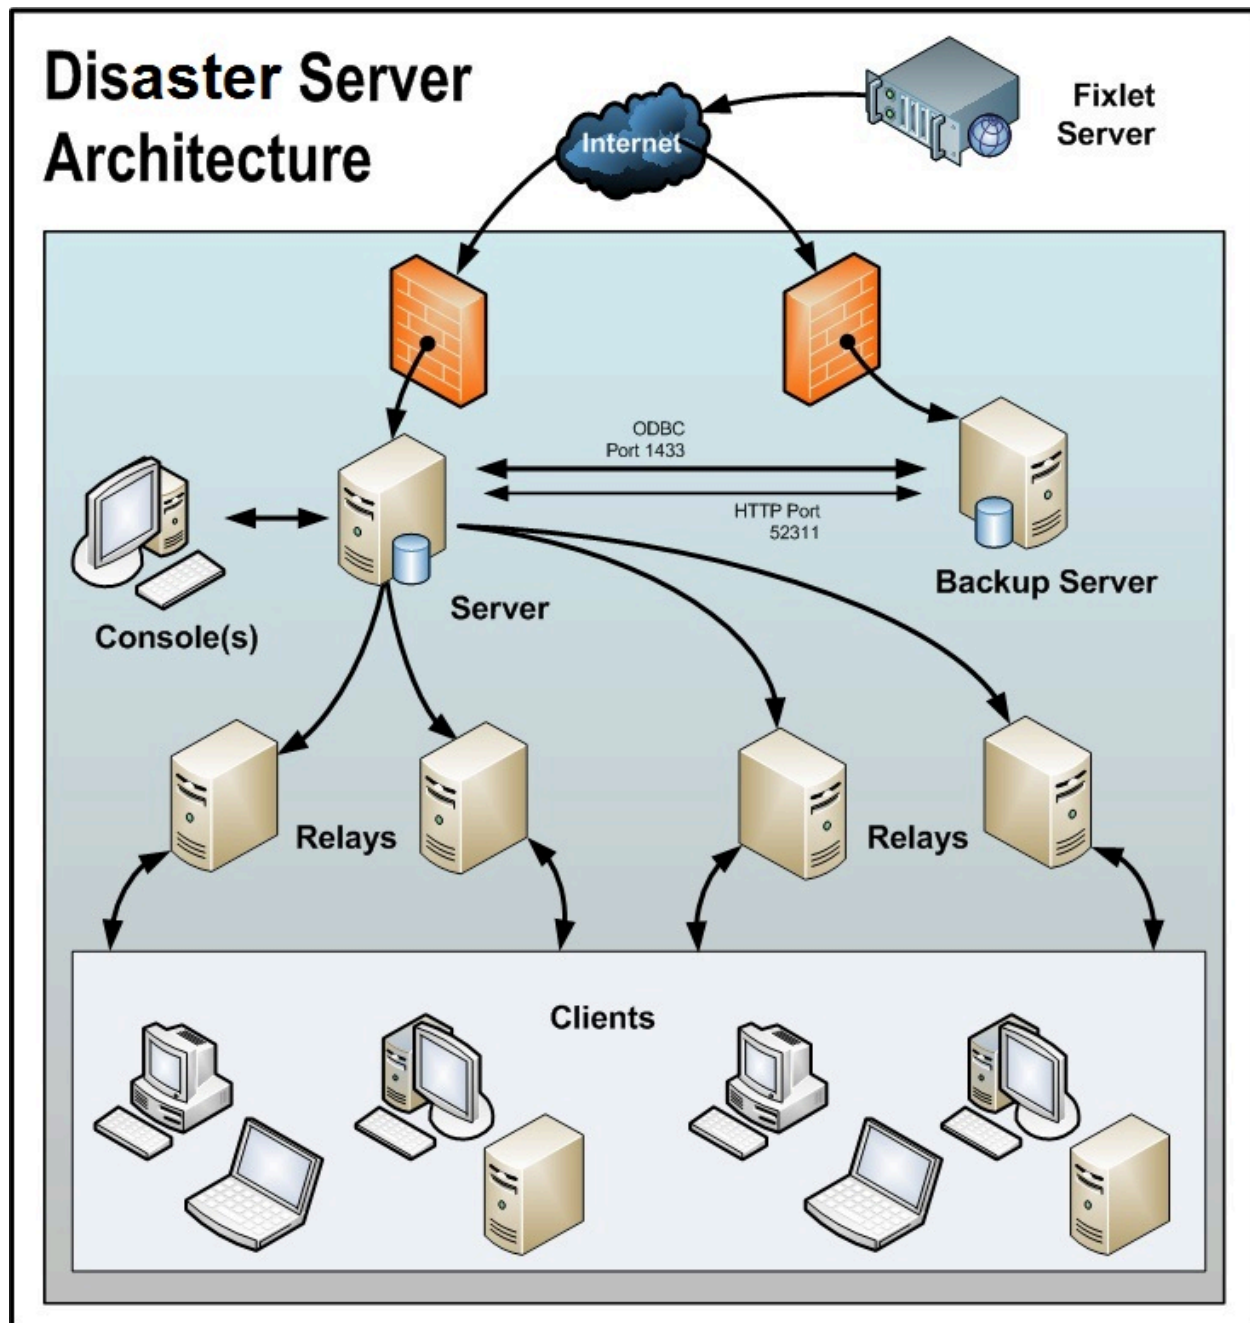 Disaster Server
Architecture
Internet
Fixlet
Server
ODBC
Port 1433
HTTP Port
52311
Backup Server
Server
Console(s)
Relays
Relays
Clients